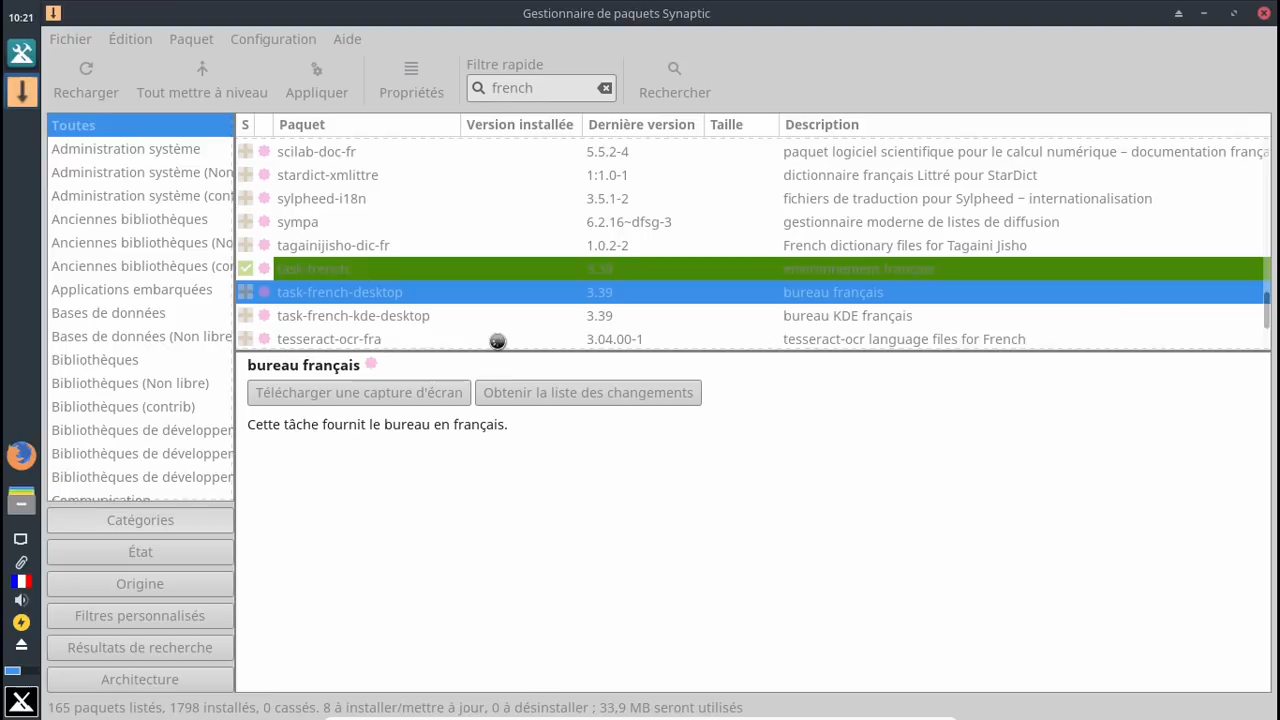 10:21
Gestionnaire de paquets Synaptic
Fichier Édition Paquet Configuration Aide
Recharger Tout mettre à niveau Appliquer Propriétés Filtre rapide Rechercher
french
Toutes
Administration système
Administration système (Non
Administration système (con
Anciennes bibliothèques
Anciennes bibliothèques (No
Anciennes bibliothèques (con
Applications embarquées
Bases de données
Bases de données (Non libre
Bibliothèques
Bibliothèques (Non libre)
Bibliothèques (contrib)
Bibliothèques de développer
Bibliothèques de développer
Bibliothèques de développer
Communication
Catégories
État
Origine
Filtres personnalisés
Résultats de recherche
Architecture
S Paquet Version installée Dernière version Taille Description
scilab-doc-fr 5.5.2-4 paquet logiciel scientifique pour le calcul numérique − documentation frança
stardict-xmlittre 1:1.0-1 dictionnaire français Littré pour StarDict
sylpheed-i18n 3.5.1-2 fichiers de traduction pour Sylpheed − internationalisation
sympa 6.2.16~dfsg-3 gestionnaire moderne de listes de diffusion
tagainijisho-dic-fr 1.0.2-2 French dictionary files for Tagaini Jisho
task-french 3.39 environnement français
task-french-desktop 3.39 bureau français
task-french-kde-desktop 3.39 bureau KDE français
tesseract-ocr-fra 3.04.00-1 tesseract-ocr language files for French
bureau français
Télécharger une capture d'écran Obtenir la liste des changements
Cette tâche fournit le bureau en français.
165 paquets listés, 1798 installés, 0 cassés. 8 à installer/mettre à jour, 0 à désinstaller ; 33,9 MB seront utilisés